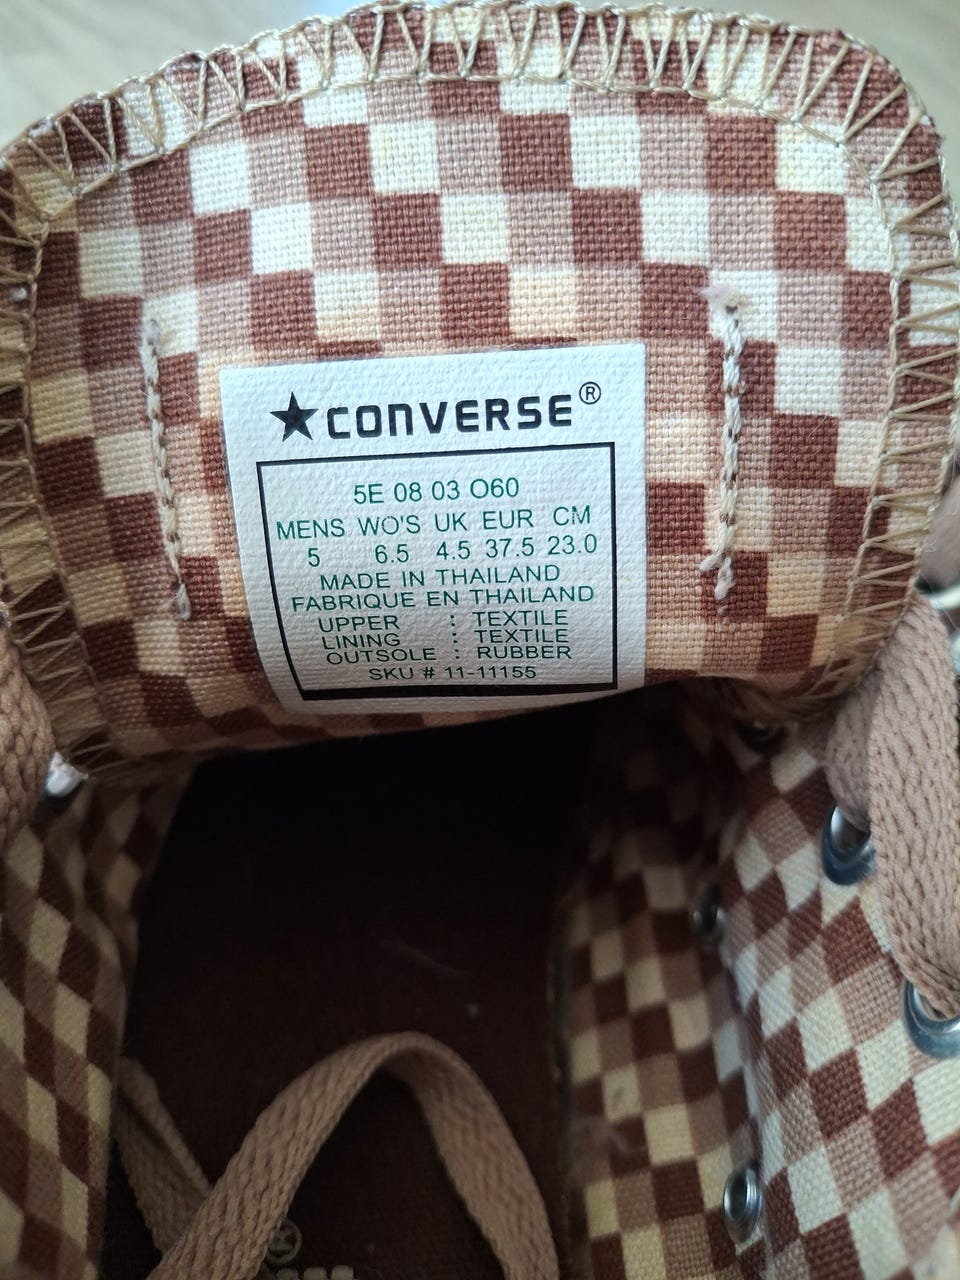 ★CONVERSE®
5E 08 03 O60
MENS WO'S UK EUR CM
5 6.5 4.5 37.5 23.0
MADE IN THAILAND
FABRIQUE EN THAILAND
UPPER : TEXTILE
LINING : TEXTILE
OUTSOLE : RUBBER
SKU # 11-11155
®